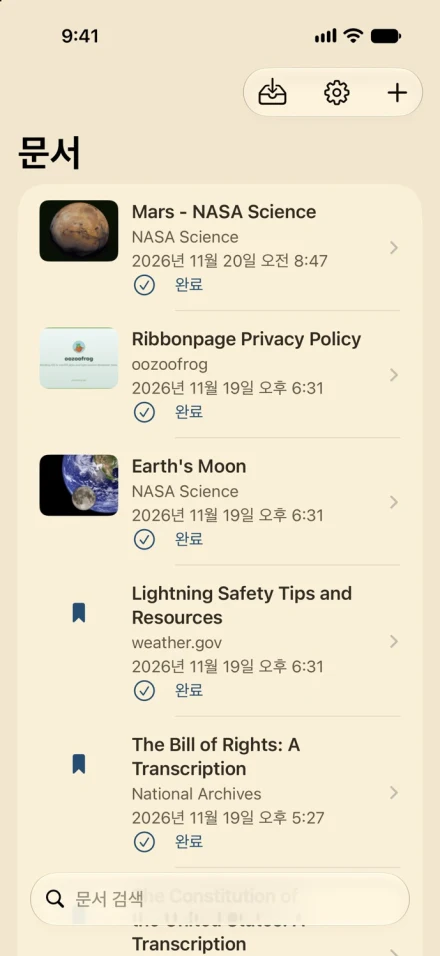 9:41
문서
Mars - NASA Science
NASA Science
2026년 11월 20일 오전 8:47
완료
Ribbonpage Privacy Policy
oozoofrog
2026년 11월 19일 오후 6:31
완료
oozoofrog
Earth's Moon
NASA Science
2026년 11월 19일 오후 6:31
완료
Lightning Safety Tips and
Resources
weather.gov
2026년 11월 19일 오후 6:31
완료
The Bill of Rights: A
Transcription
National Archives
2026년 11월 19일 오후 5:27
완료
문서 검색
The Constitution of
the United States: A
Transcription